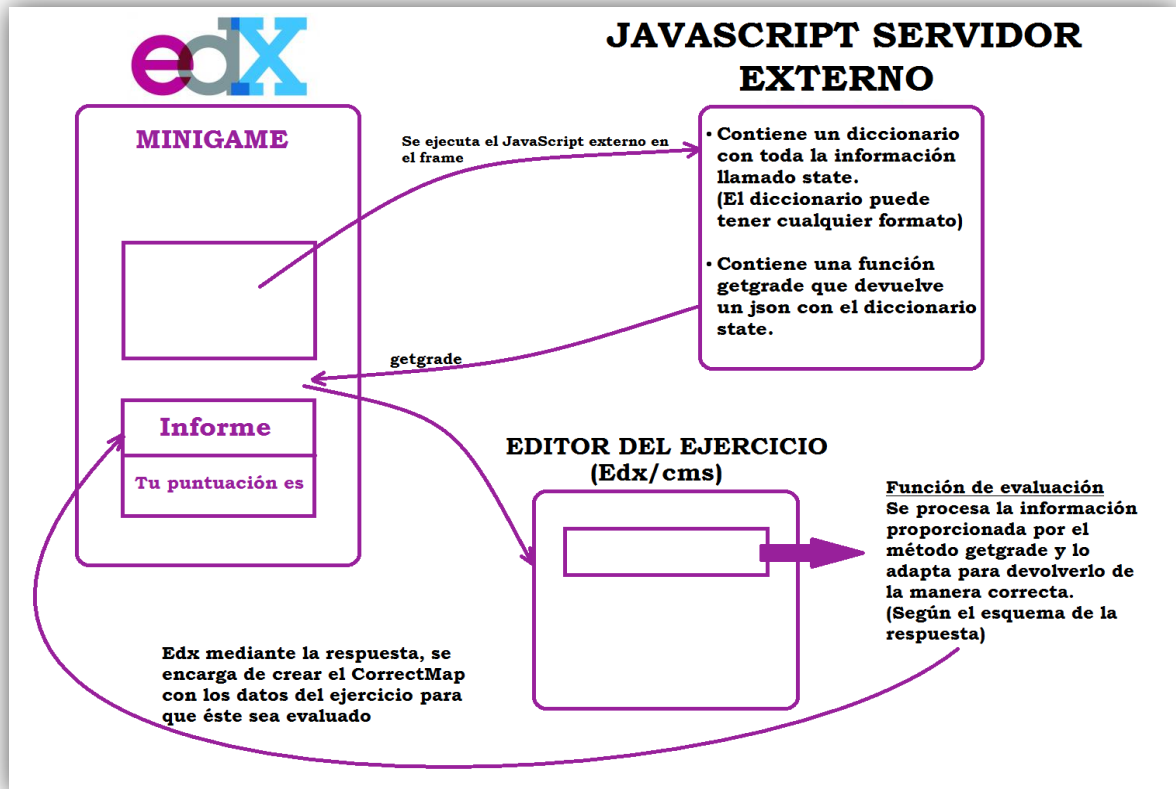 edX
JAVASCRIPT SERVIDOR
EXTERNO
MINIGAME
Se ejecuta el JavaScript externo en
el frame
· Contiene un diccionario
con toda la información
llamado state.
(El diccionario puede
tener cualquier formato)
· Contiene una función
getgrade que devuelve
un json con el diccionario
state.
getgrade
Informe
Tu puntuación es
EDITOR DEL EJERCICIO
(Edx/cms)
Función de evaluación
Se procesa la información
proporcionada por el
método getgrade y lo
adapta para devolverlo de
la manera correcta.
(Según el esquema de la
respuesta)
Edx mediante la respuesta, se
encarga de crear el CorrectMap
con los datos del ejercicio para
que éste sea evaluado